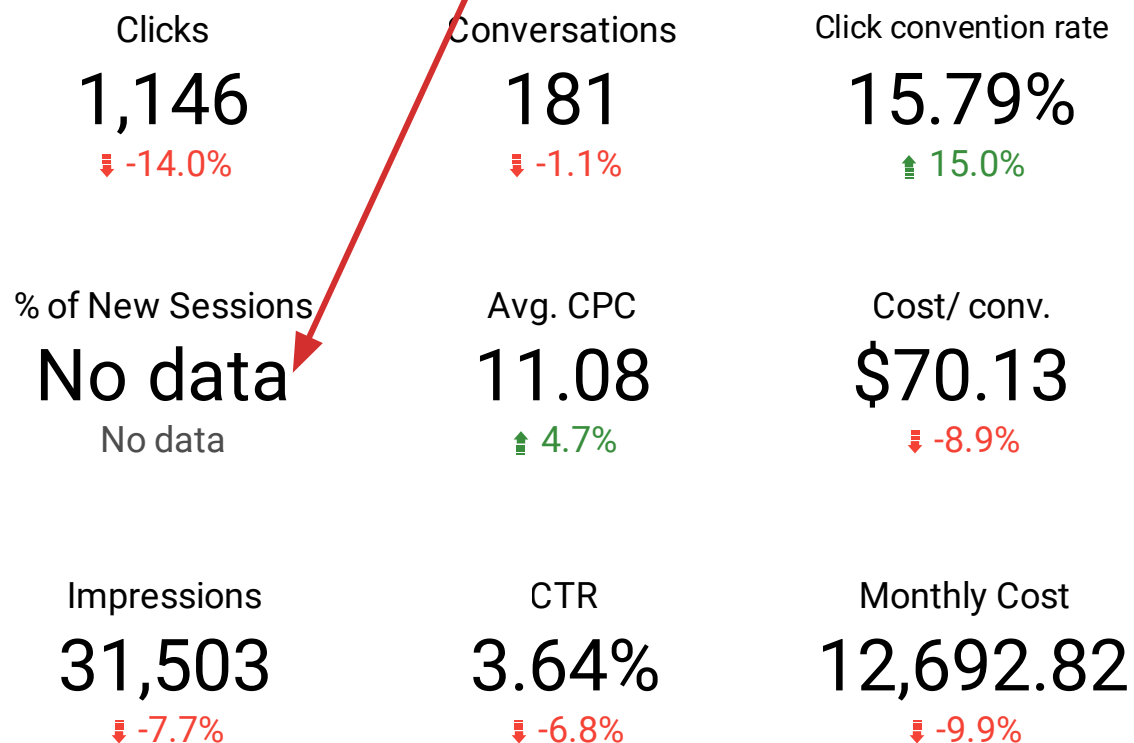 Clicks
Conversations
Click convention rate
1,146
181
15.79%
-14.0%
-1.1%
15.0%
% of New Sessions
Avg. CPC
Cost/ conv.
No data
11.08
$70.13
No data
4.7%
-8.9%
Impressions
CTR
Monthly Cost
31,503
3.64%
12,692.82
-7.7%
-6.8%
-9.9%